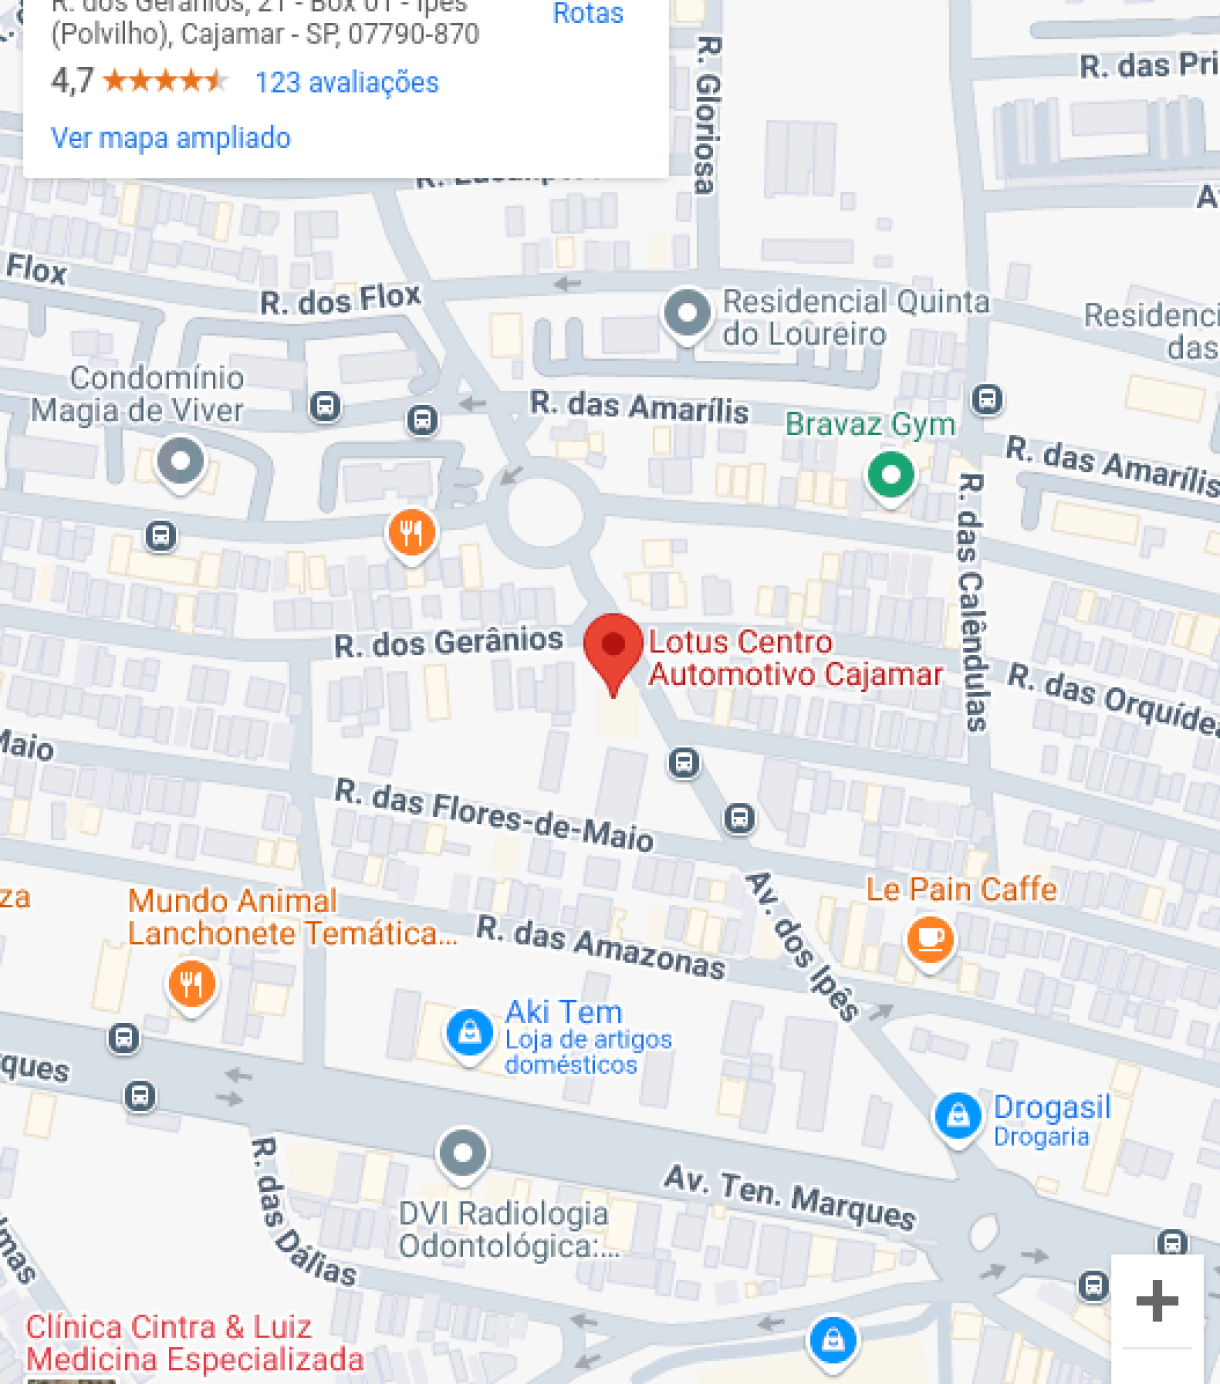 R. dos Gerânios, 21 - Box 01 - Ipês
(Polvilho), Cajamar - SP, 07790-870
Rotas
4,7
123 avaliações
Ver mapa ampliado
R. Gloriosa
R. das Pri
Flox
R. dos Flox
Residencial Quinta
do Loureiro
Residenci
das
Condomínio
Magia de Viver
R. das Amarílis
Bravaz Gym
R. das Amarílis
R. das Calêndulas
R. dos Gerânios
Lotus Centro
Automotivo Cajamar
R. das Orquídea
Maio
R. das Flores-de-Maio
za
Mundo Animal
Lanchonete Temática...
Av. dos Ipês
Le Pain Caffe
R. das Amazonas
Aki Tem
Loja de artigos
domésticos
ques
Drogasil
Drogaria
R. das Dálias
Av. Ten. Marques
DVI Radiologia
Odontológica:...
lmas
Clínica Cintra & Luiz
Medicina Especializada
+